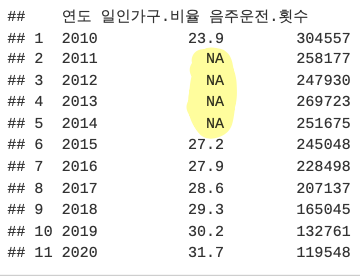 ## 연도 일인가구.비율 음주운전.횟수
## 1 2010 23.9 304557
## 2 2011 NA 258177
## 3 2012 NA 247930
## 4 2013 NA 269723
## 5 2014 NA 251675
## 6 2015 27.2 245048
## 7 2016 27.9 228498
## 8 2017 28.6 207137
## 9 2018 29.3 165045
## 10 2019 30.2 132761
## 11 2020 31.7 119548